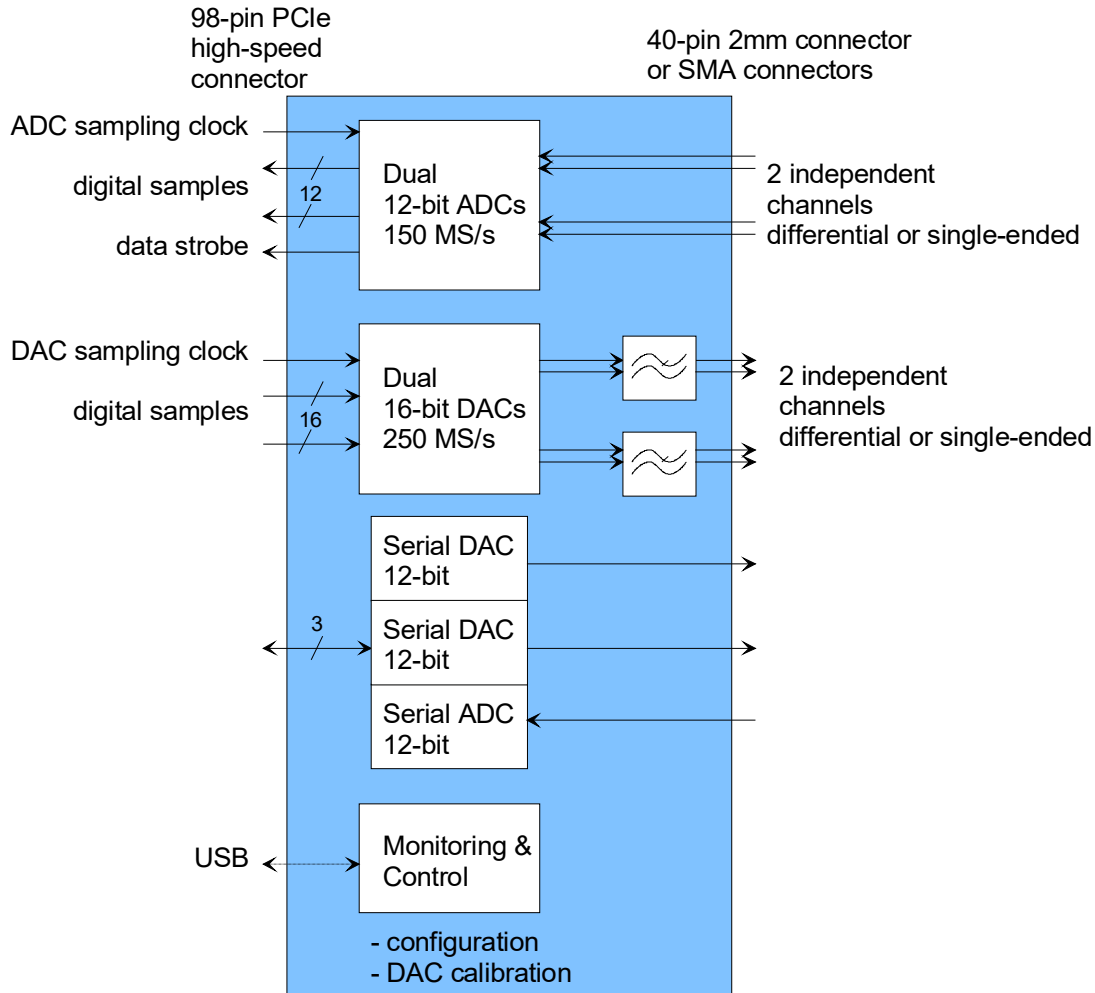 98-pin PCIe
high-speed
connector
40-pin 2mm connector
or SMA connectors
ADC sampling clock
digital samples
12
data strobe
Dual
12-bit ADCs
150 MS/s
2 independent
channels
differential or single-ended
DAC sampling clock
digital samples
16
Dual
16-bit DACs
250 MS/s
2 independent
channels
differential or single-ended
Serial DAC
12-bit
3
Serial DAC
12-bit
Serial ADC
12-bit
USB
Monitoring &
Control
- configuration
- DAC calibration